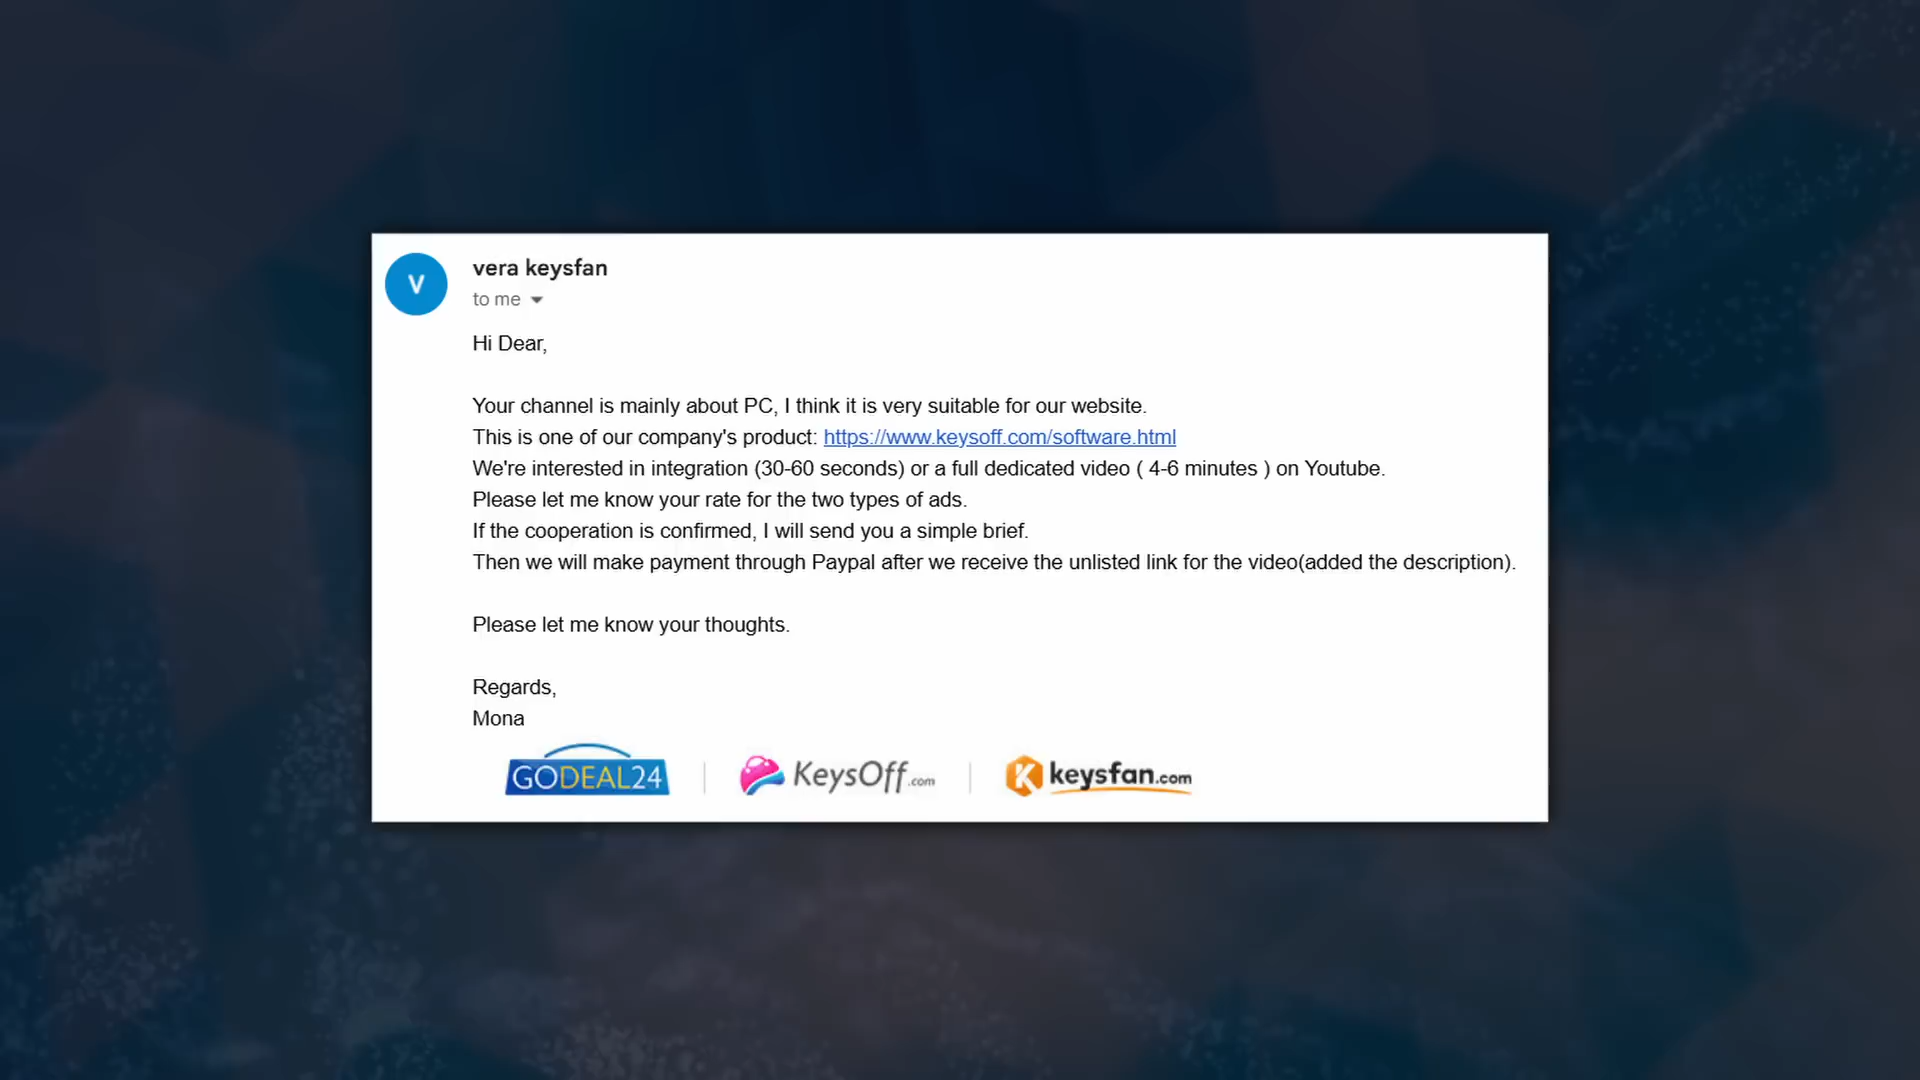 V
vera keysfan
to me
Hi Dear,
Your channel is mainly about PC, I think it is very suitable for our website.
This is one of our company's product: https://www.keysoff.com/software.html
We're interested in integration (30-60 seconds) or a full dedicated video ( 4-6 minutes ) on Youtube.
Please let me know your rate for the two types of ads.
If the cooperation is confirmed, I will send you a simple brief.
Then we will make payment through Paypal after we receive the unlisted link for the video(added the description).
Please let me know your thoughts.
Regards,
Mona
GODEAL24 | KeysOff.com | K keysfan.com